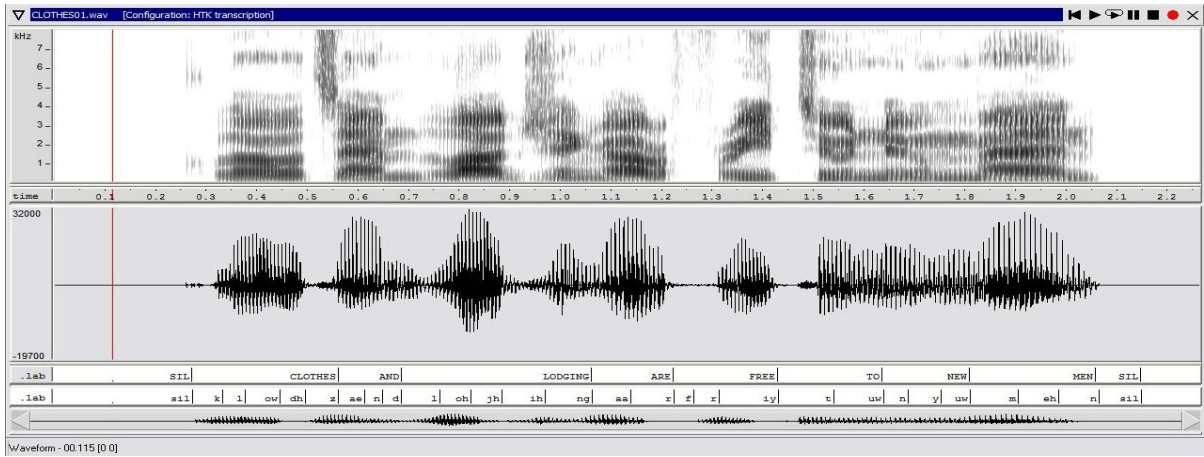 CLOTHES01.wav [Configuration: HTK transcription]
kHz
7
6
5
4
3
2
1
time 0.1 0.2 0.3 0.4 0.5 0.6 0.7 0.8 0.9 1.0 1.1 1.2 1.3 1.4 1.5 1.6 1.7 1.8 1.9 2.0 2.1 2.2
32000
-19700
.lab SIL CLOTHES AND LODGING ARE FREE TO NEW MEN SIL
.lab sil k l ow dh z ae n d l oh jh ih ng aa r f r iy t uw n y uw m eh n sil
Waveform - 00.115 [0 0]